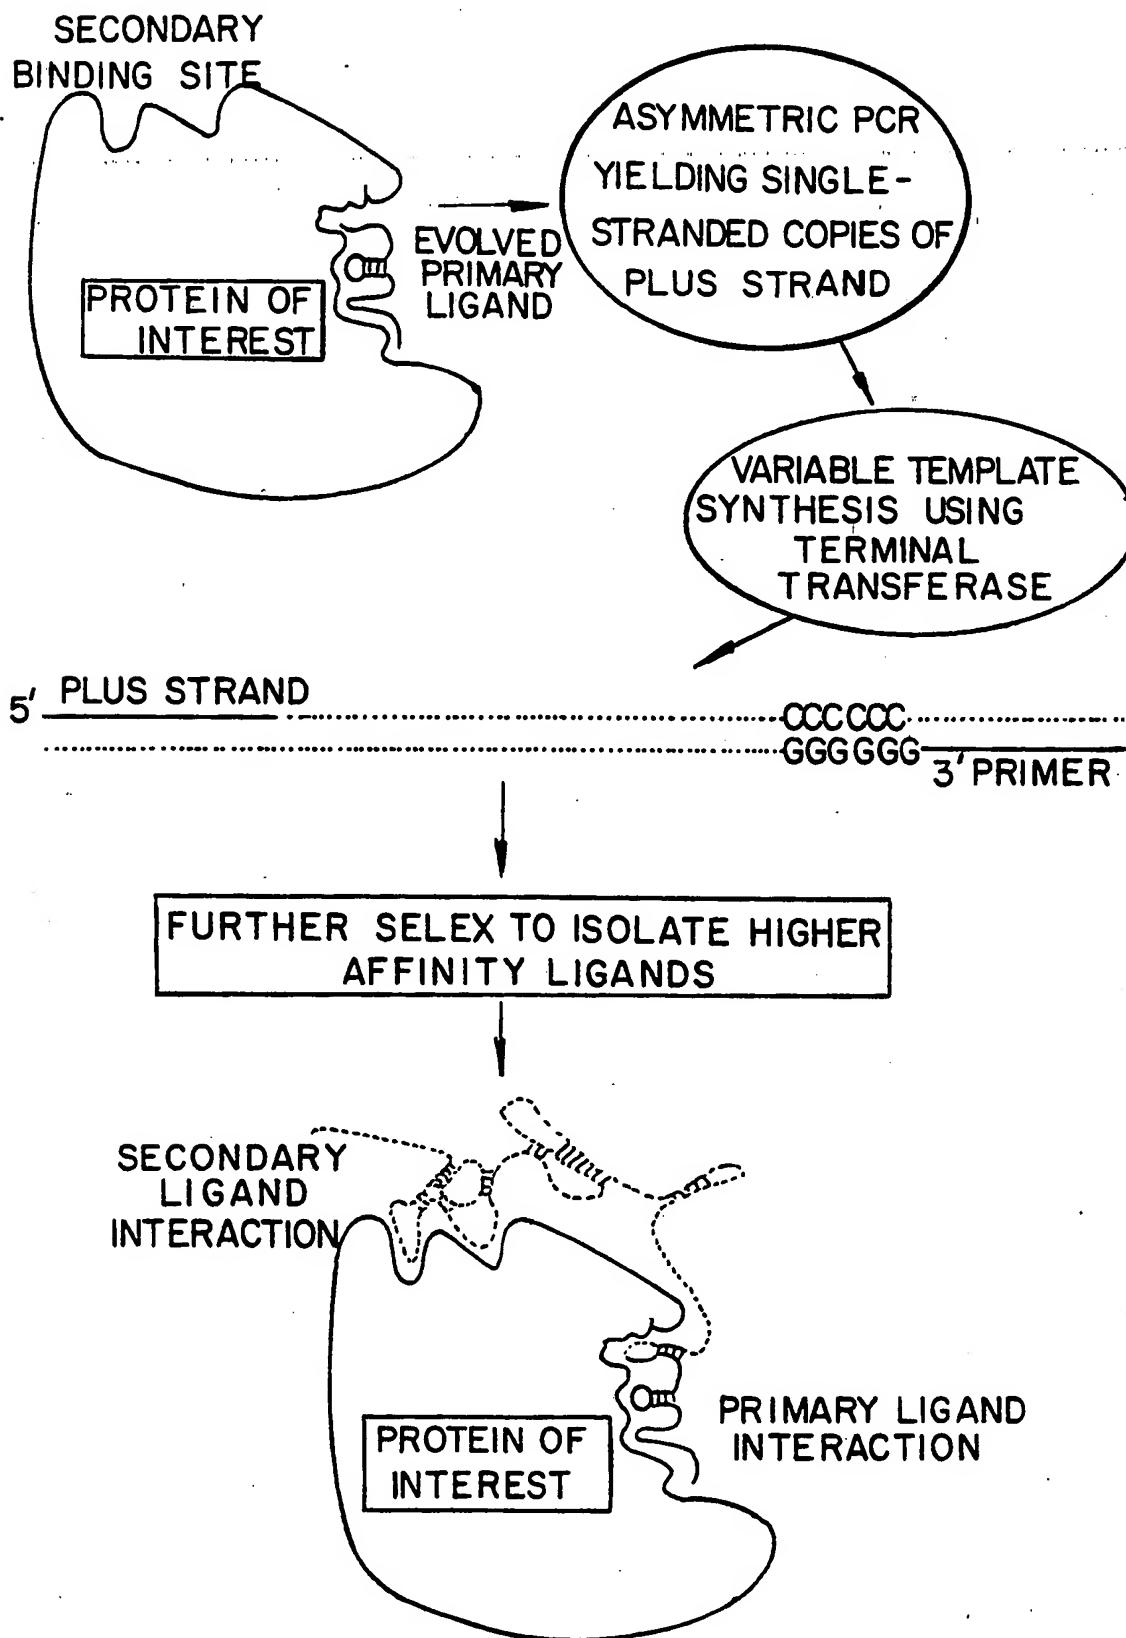 SECONDARY
BINDING SITE
PROTEIN OF
INTEREST
EVOLVED
PRIMARY
LIGAND
ASYMMETRIC PCR
YIELDING SINGLE-
STRANDED COPIES OF
PLUS STRAND
VARIABLE TEMPLATE
SYNTHESIS USING
TERMINAL
TRANSFERASE
5' PLUS STRAND
CCCCCC
GGGGGG
3' PRIMER
FURTHER SELEX TO ISOLATE HIGHER
AFFINITY LIGANDS
SECONDARY
LIGAND
INTERACTION
PROTEIN OF
INTEREST
PRIMARY LIGAND
INTERACTION